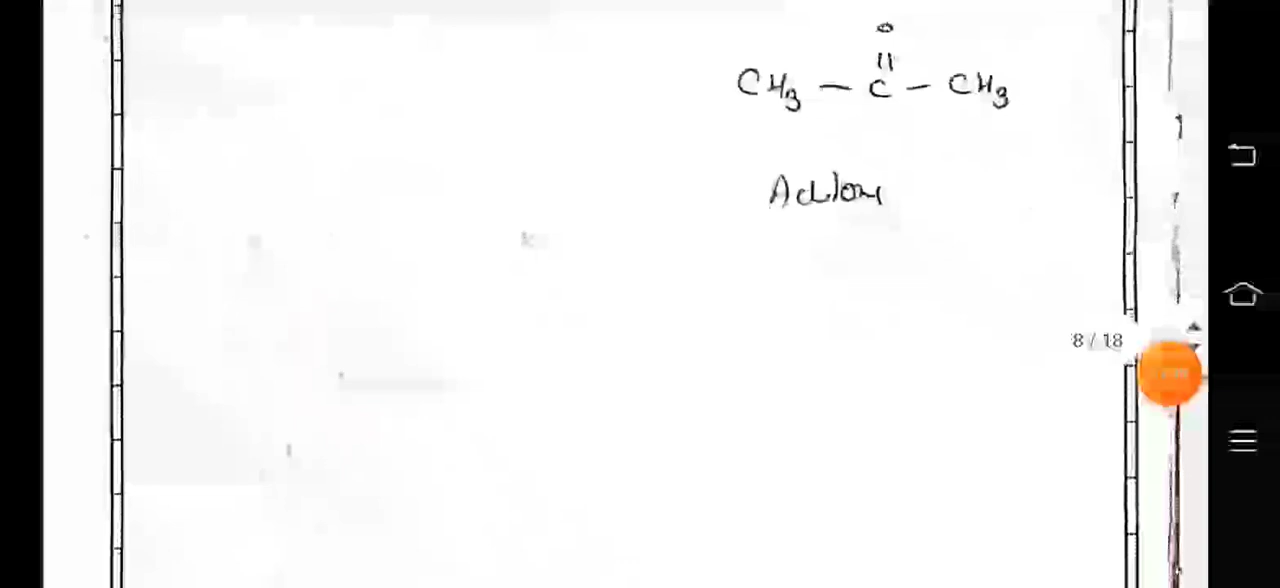 O
||
CH3 — C — CH3
Acetone
8 / 18